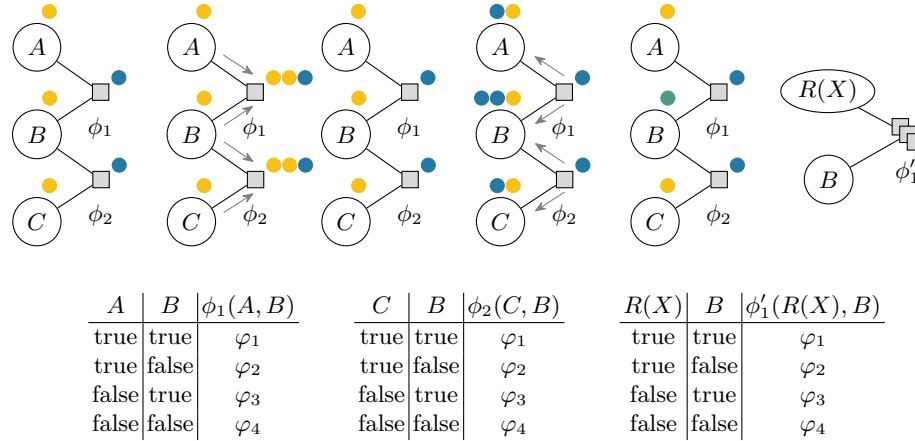 A A A A A
R(X)
ϕ1 ϕ1 ϕ1 ϕ1 ϕ1
B B B B B
ϕ′1
B
ϕ2 ϕ2 ϕ2 ϕ2 ϕ2
C C C C C
A B ϕ1(A, B) C B ϕ2(C, B) R(X) B ϕ′1(R(X), B)
true true φ1 true true φ1 true true φ1
true false φ2 true false φ2 true false φ2
false true φ3 false true φ3 false true φ3
false false φ4 false false φ4 false false φ4